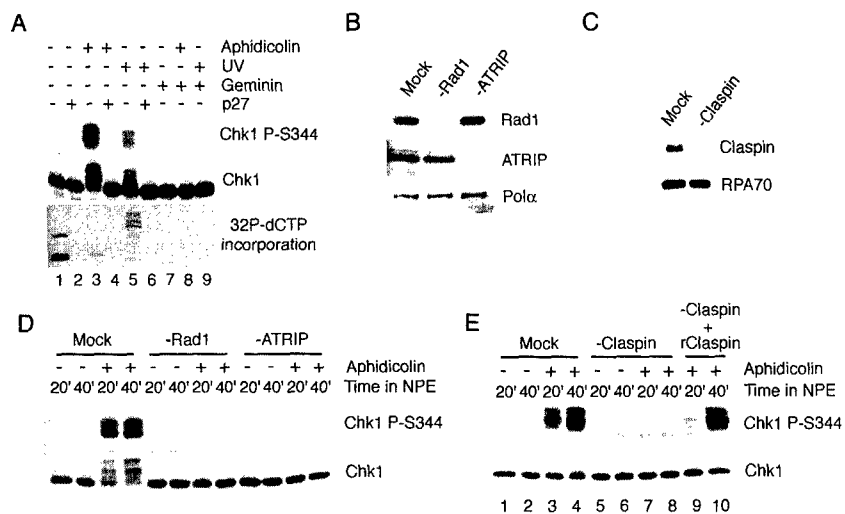 A
- - + + - - - + - Aphidicolin
- - - - + + - - + UV
- - - - - - + + + Geminin
- + - + - + - - - p27
Chk1 P-S344
Chk1
32P-dCTP
incorporation
1 2 3 4 5 6 7 8 9
B
Mock -Rad1 -ATRIP
Rad1
ATRIP
Polα
C
Mock -Claspin
Claspin
RPA70
D
Mock -Rad1 -ATRIP
- - + + - - + + - - + + Aphidicolin
20' 40' 20' 40' 20' 40' 20' 40' 20' 40' 20' 40' Time in NPE
Chk1 P-S344
Chk1
E
-Claspin
+
Mock -Claspin rClaspin
- - + + - - + + + + Aphidicolin
20' 40' 20' 40' 20' 40' 20' 40' 20' 40' Time in NPE
Chk1 P-S344
Chk1
1 2 3 4 5 6 7 8 9 10